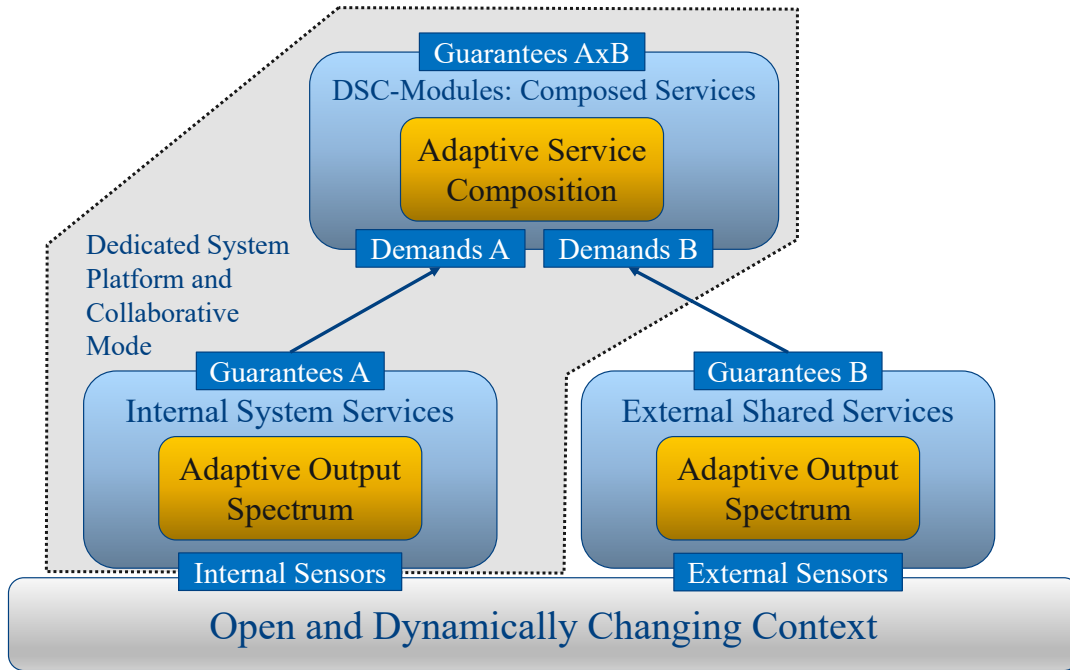 Guarantees AxB
DSC-Modules: Composed Services
Adaptive Service
Composition
Demands A
Demands B
Dedicated System
Platform and
Collaborative
Mode
Guarantees A
Internal System Services
Adaptive Output
Spectrum
Internal Sensors
Guarantees B
External Shared Services
Adaptive Output
Spectrum
External Sensors
Open and Dynamically Changing Context